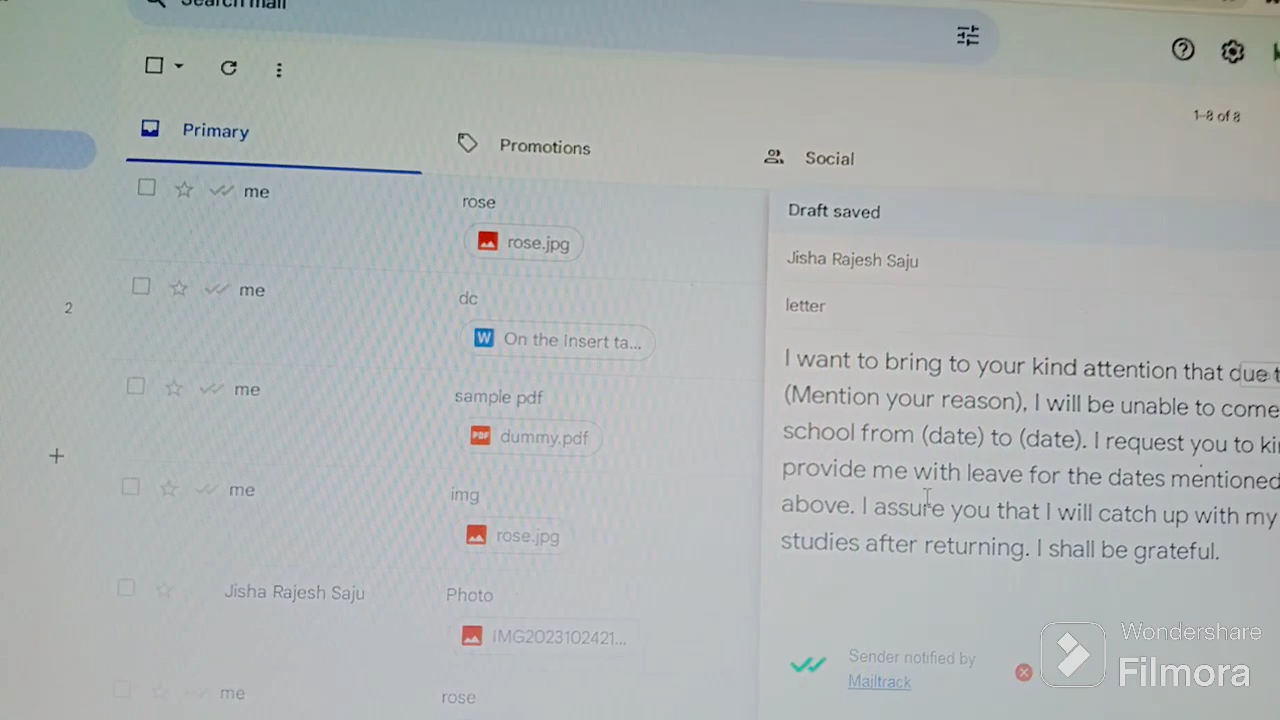 Search mail
1-8 of 8
Primary
Promotions
Social
me
rose
rose.jpg
me
dc
W On the Insert ta...
2
me
sample pdf
PDF dummy.pdf
me
img
rose.jpg
Jisha Rajesh Saju
Photo
IMG2023102421...
me
rose
Draft saved
Jisha Rajesh Saju
letter
I want to bring to your kind attention that due t
(Mention your reason), I will be unable to come
school from (date) to (date). I request you to ki
provide me with leave for the dates mentioned
above. I assure you that I will catch up with my
studies after returning. I shall be grateful.
Sender notified by
Mailtrack
Wondershare
Filmora